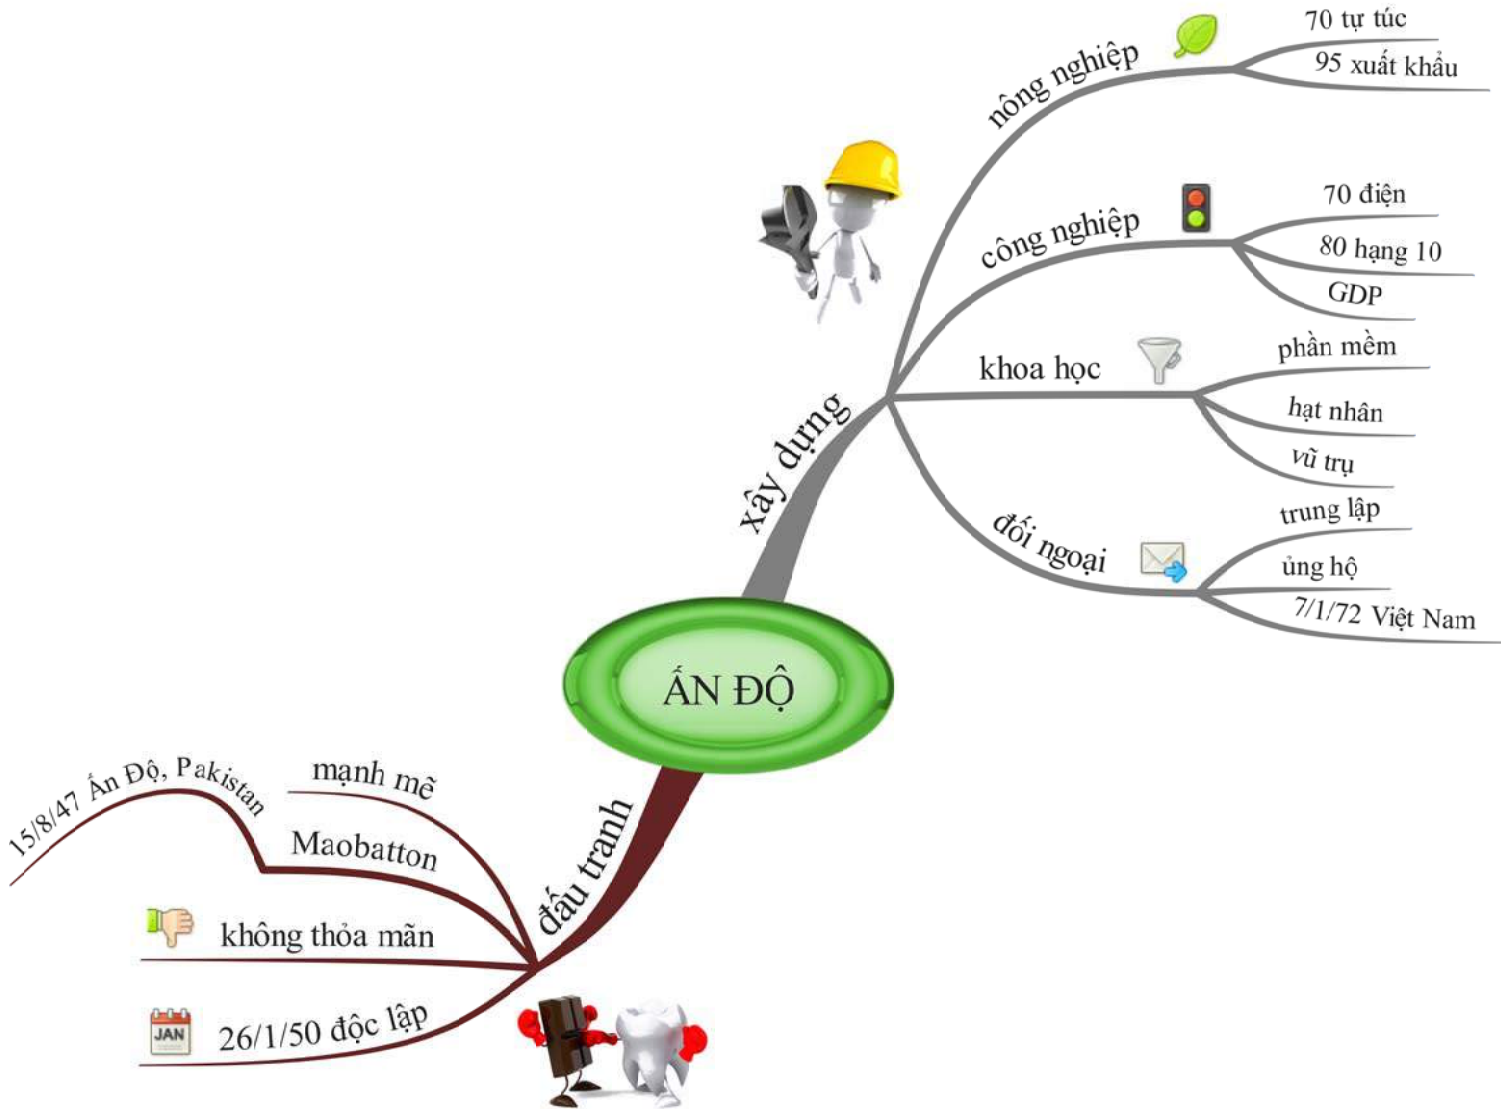 70 tự túc
nông nghiệp
95 xuất khẩu
70 điện
công nghiệp
80 hạng 10
GDP
phần mềm
khoa học
hạt nhân
vũ trụ
xây dựng
trung lập
đối ngoại
ủng hộ
7/1/72 Việt Nam
ẤN ĐỘ
mạnh mẽ
15/8/47 Ấn Độ, Pakistan
Maobatton
đấu tranh
không thỏa mãn
26/1/50 độc lập
JAN